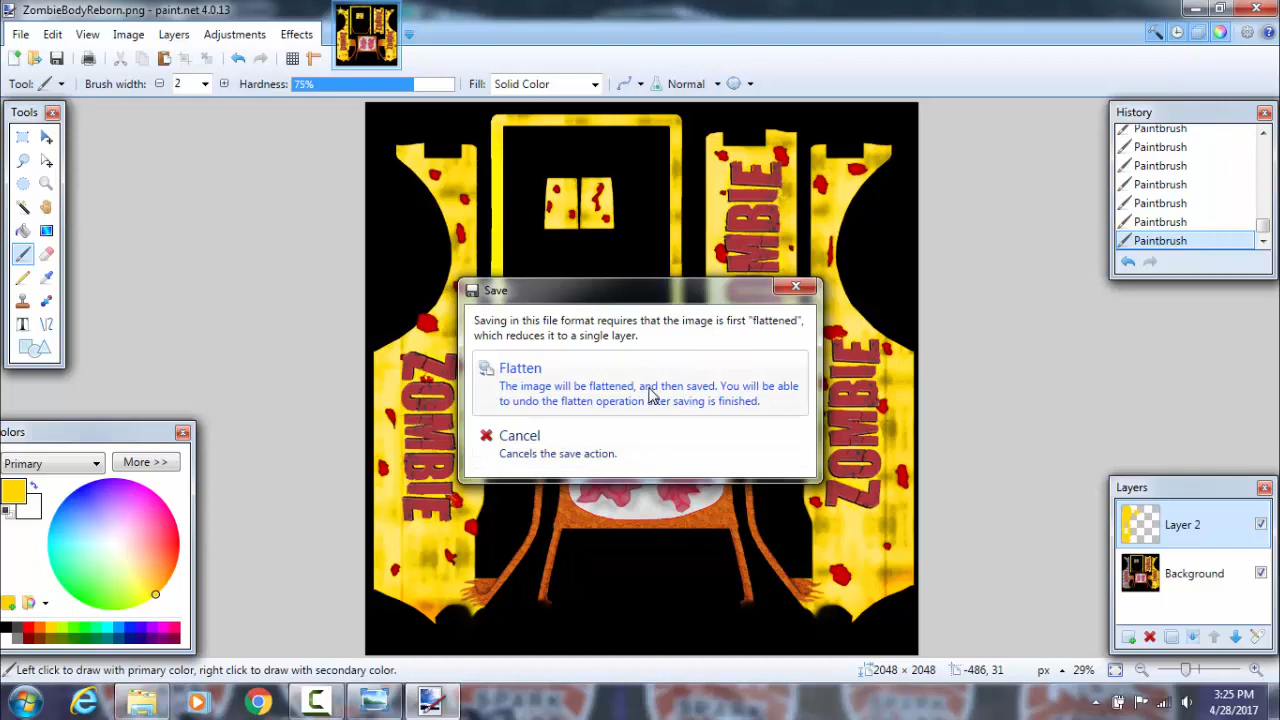 ZombieBodyReborn.png - paint.net 4.0.13
File Edit View Image Layers Adjustments Effects
Tool: Brush width: 2 Hardness: 75% Fill: Solid Color Normal
Tools
History
Paintbrush
Paintbrush
Paintbrush
Paintbrush
Paintbrush
Paintbrush
Paintbrush
OMBIE
ZOMBIE
ZOMBIE
Save
Saving in this file format requires that the image is first "flattened",
which reduces it to a single layer.
Flatten
The image will be flattened, and then saved. You will be able
to undo the flatten operation after saving is finished.
Cancel
Cancels the save action.
olors
Primary
More >>
Layers
Layer 2
Background
Left click to draw with primary color, right click to draw with secondary color.
2048 × 2048
-486, 31
px
29%
3:25 PM
4/28/2017